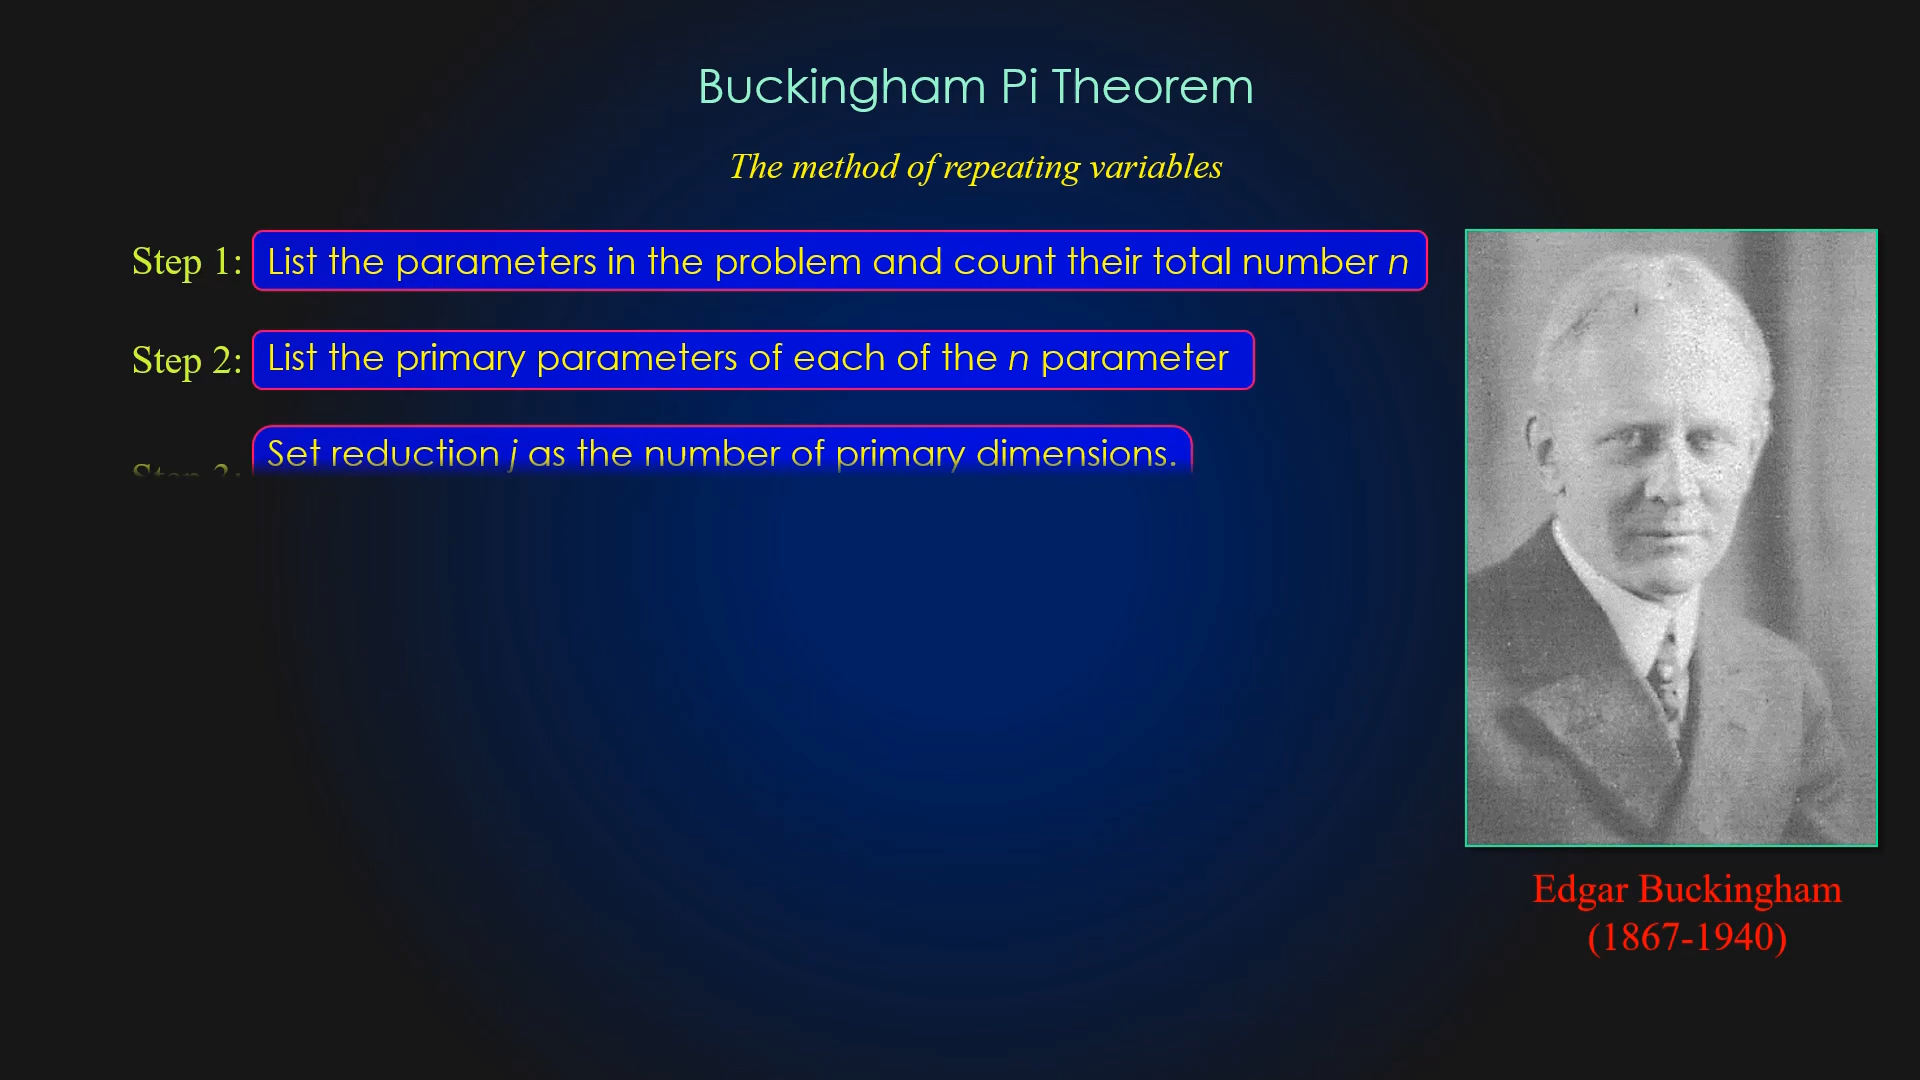 Buckingham Pi Theorem
The method of repeating variables
Step 1: List the parameters in the problem and count their total number n
Step 2: List the primary parameters of each of the n parameter
Set reduction j as the number of primary dimensions.
Edgar Buckingham
(1867-1940)